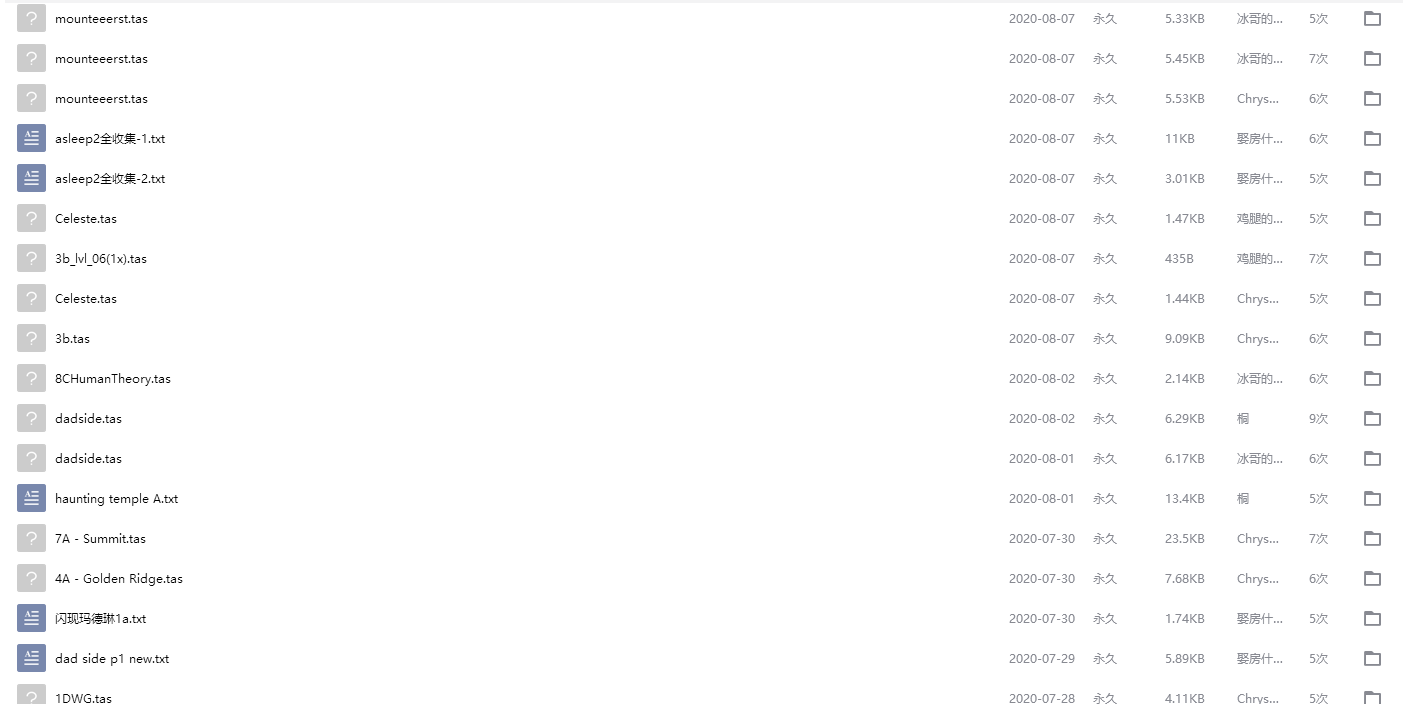 mounteeerst.tas 2020-08-07 永久 5.33KB 冰哥的... 5次
mounteeerst.tas 2020-08-07 永久 5.45KB 冰哥的... 7次
mounteeerst.tas 2020-08-07 永久 5.53KB Chrys... 6次
asleep2全收集-1.txt 2020-08-07 永久 11KB 娶房什... 6次
asleep2全收集-2.txt 2020-08-07 永久 3.01KB 娶房什... 5次
Celeste.tas 2020-08-07 永久 1.47KB 鸡腿的... 5次
3b_lvl_06(1x).tas 2020-08-07 永久 435B 鸡腿的... 7次
Celeste.tas 2020-08-07 永久 1.44KB Chrys... 5次
3b.tas 2020-08-07 永久 9.09KB Chrys... 6次
8CHumanTheory.tas 2020-08-02 永久 2.14KB 冰哥的... 6次
dadside.tas 2020-08-02 永久 6.29KB 桐 9次
dadside.tas 2020-08-01 永久 6.17KB 冰哥的... 6次
haunting temple A.txt 2020-08-01 永久 13.4KB 桐 5次
7A - Summit.tas 2020-07-30 永久 23.5KB Chrys... 7次
4A - Golden Ridge.tas 2020-07-30 永久 7.68KB Chrys... 6次
闪现玛德琳1a.txt 2020-07-30 永久 1.74KB 娶房什... 5次
dad side p1 new.txt 2020-07-29 永久 5.89KB 娶房什... 5次
1DWG.tas 2020-07-28 永久 4.11KB Chrys... 5次